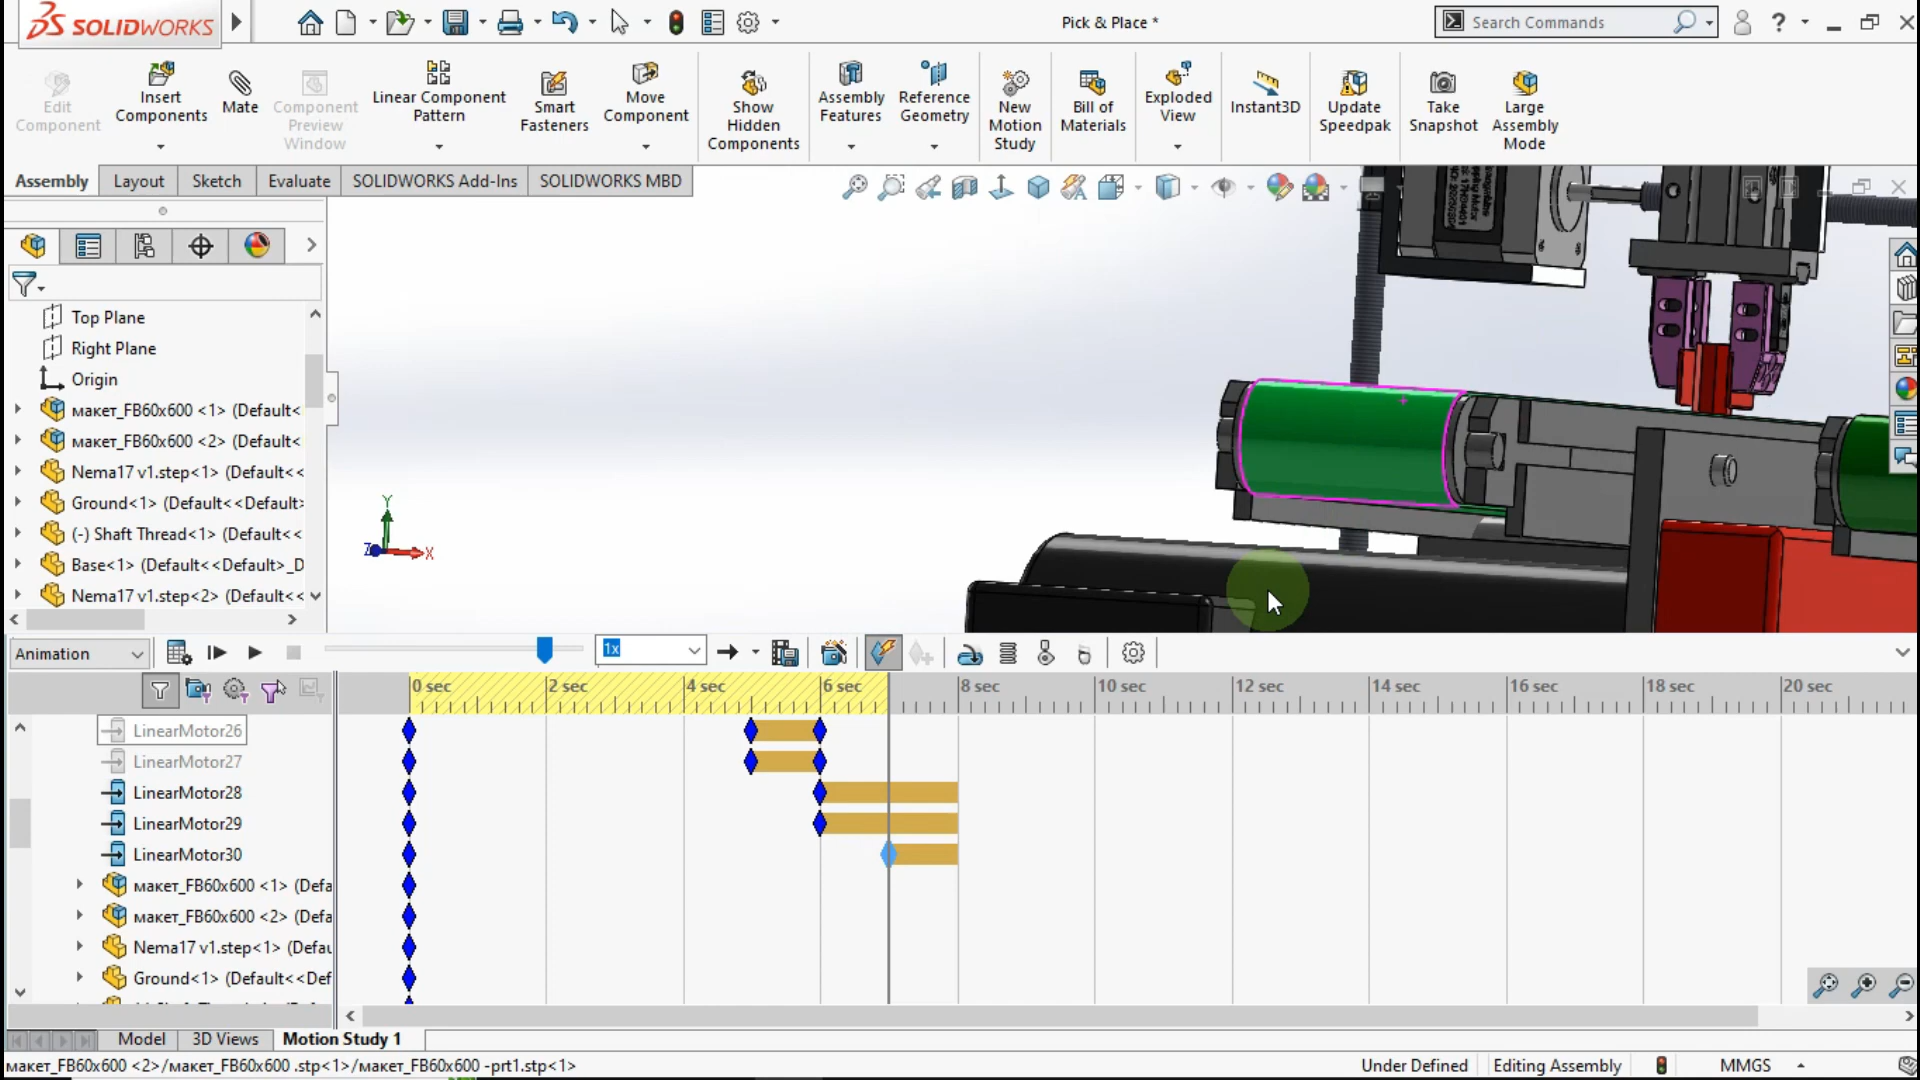 SOLIDWORKS
Pick & Place *
Search Commands
?
Edit Component
Insert Components
Mate
Component Preview Window
Linear Component Pattern
Smart Fasteners
Move Component
Show Hidden Components
Assembly Features
Reference Geometry
New Motion Study
Bill of Materials
Exploded View
Instant3D
Update Speedpak
Take Snapshot
Large Assembly Mode
Assembly
Layout
Sketch
Evaluate
SOLIDWORKS Add-Ins
SOLIDWORKS MBD
Top Plane
Right Plane
Origin
макет_FB60x600 <1> (Default<
макет_FB60x600 <2> (Default<
Nema17 v1.step<1> (Default<<
Ground<1> (Default<<Default>
(-) Shaft Thread<1> (Default<<
Base<1> (Default<<Default>_D
Nema17 v1.step<2> (Default<<
Y
Z
X
Animation
1x
0 sec
2 sec
4 sec
6 sec
8 sec
10 sec
12 sec
14 sec
16 sec
18 sec
20 sec
LinearMotor26
LinearMotor27
LinearMotor28
LinearMotor29
LinearMotor30
макет_FB60x600 <1> (Defa
макет_FB60x600 <2> (Defa
Nema17 v1.step<1> (Defau
Ground<1> (Default<<Def
Model
3D Views
Motion Study 1
макет_FB60x600 <2>/макет_FB60x600 .stp<1>/макет_FB60x600 -prt1.stp<1>
Under Defined
Editing Assembly
MMGS